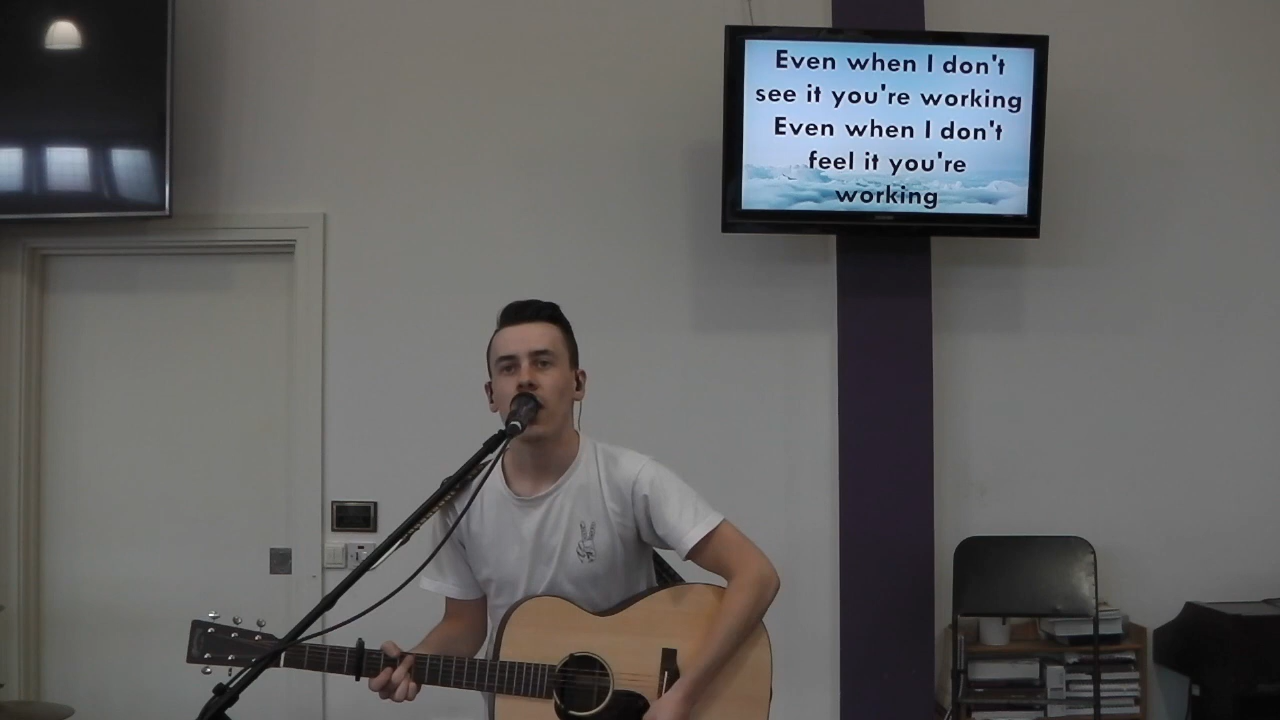 Even when I don't
see it you're working
Even when I don't
feel it you're
working